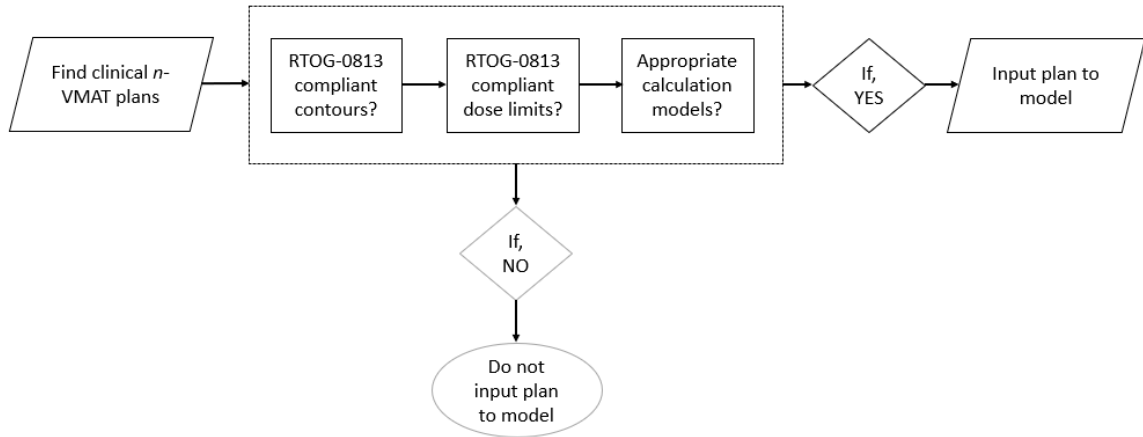 Find clinical n-
VMAT plans
RTOG-0813
compliant
contours?
RTOG-0813
compliant
dose limits?
Appropriate
calculation
models?
If,
YES
Input plan to
model
If,
NO
Do not
input plan
to model